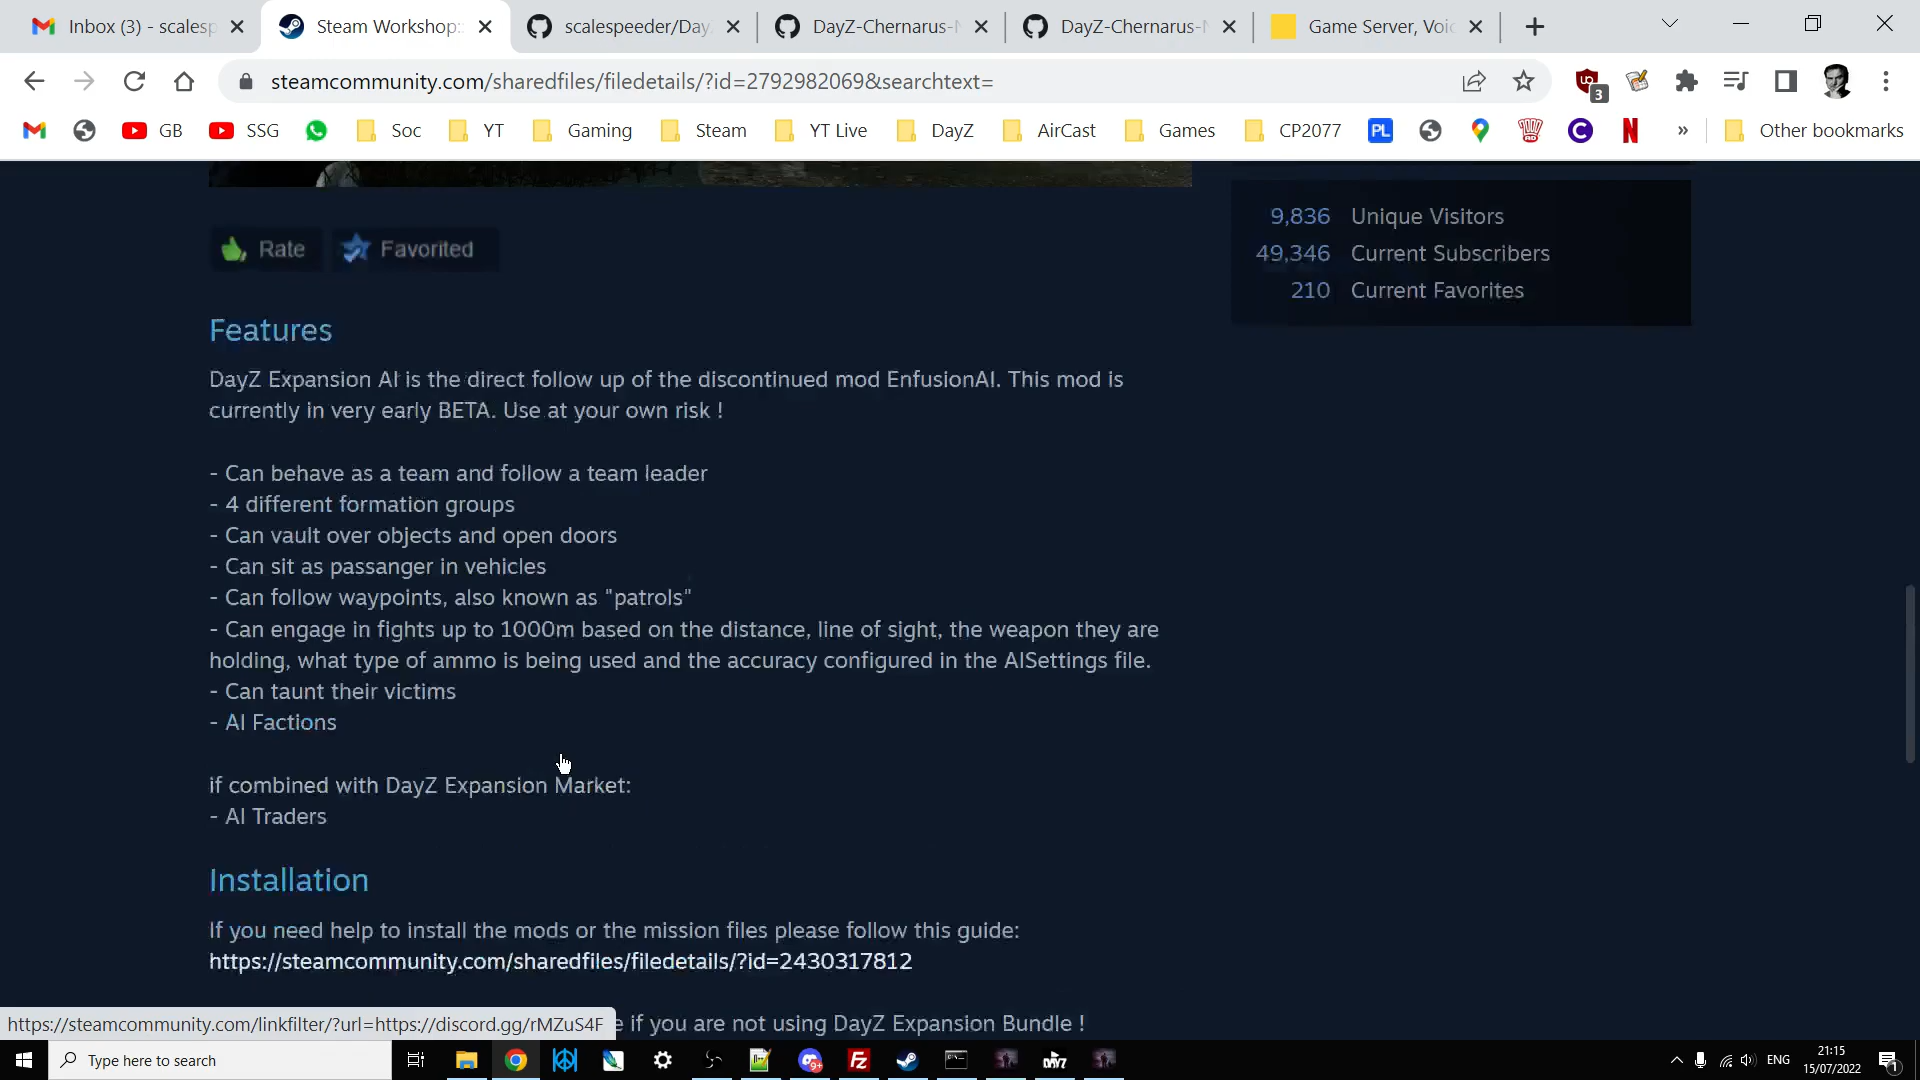 Inbox (3) - scalesp
Steam Workshop::
scalespeeder/Day
DayZ-Chernarus-
DayZ-Chernarus-
Game Server, Voi
steamcommunity.com/sharedfiles/filedetails/?id=2792982069&searchtext=
3
GB
SSG
Soc
YT
Gaming
Steam
YT Live
DayZ
AirCast
Games
CP2077
PL
»
Other bookmarks
9,836 Unique Visitors
49,346 Current Subscribers
210 Current Favorites
Rate
Favorited
Features
DayZ Expansion AI is the direct follow up of the discontinued mod EnfusionAI. This mod is
currently in very early BETA. Use at your own risk !
- Can behave as a team and follow a team leader
- 4 different formation groups
- Can vault over objects and open doors
- Can sit as passanger in vehicles
- Can follow waypoints, also known as "patrols"
- Can engage in fights up to 1000m based on the distance, line of sight, the weapon they are
holding, what type of ammo is being used and the accuracy configured in the AISettings file.
- Can taunt their victims
- AI Factions
if combined with DayZ Expansion Market:
- AI Traders
Installation
If you need help to install the mods or the mission files please follow this guide:
https://steamcommunity.com/sharedfiles/filedetails/?id=2430317812
https://steamcommunity.com/linkfilter/?url=https://discord.gg/rMZuS4F
e if you are not using DayZ Expansion Bundle !
Type here to search
ENG
21:15
15/07/2022
1